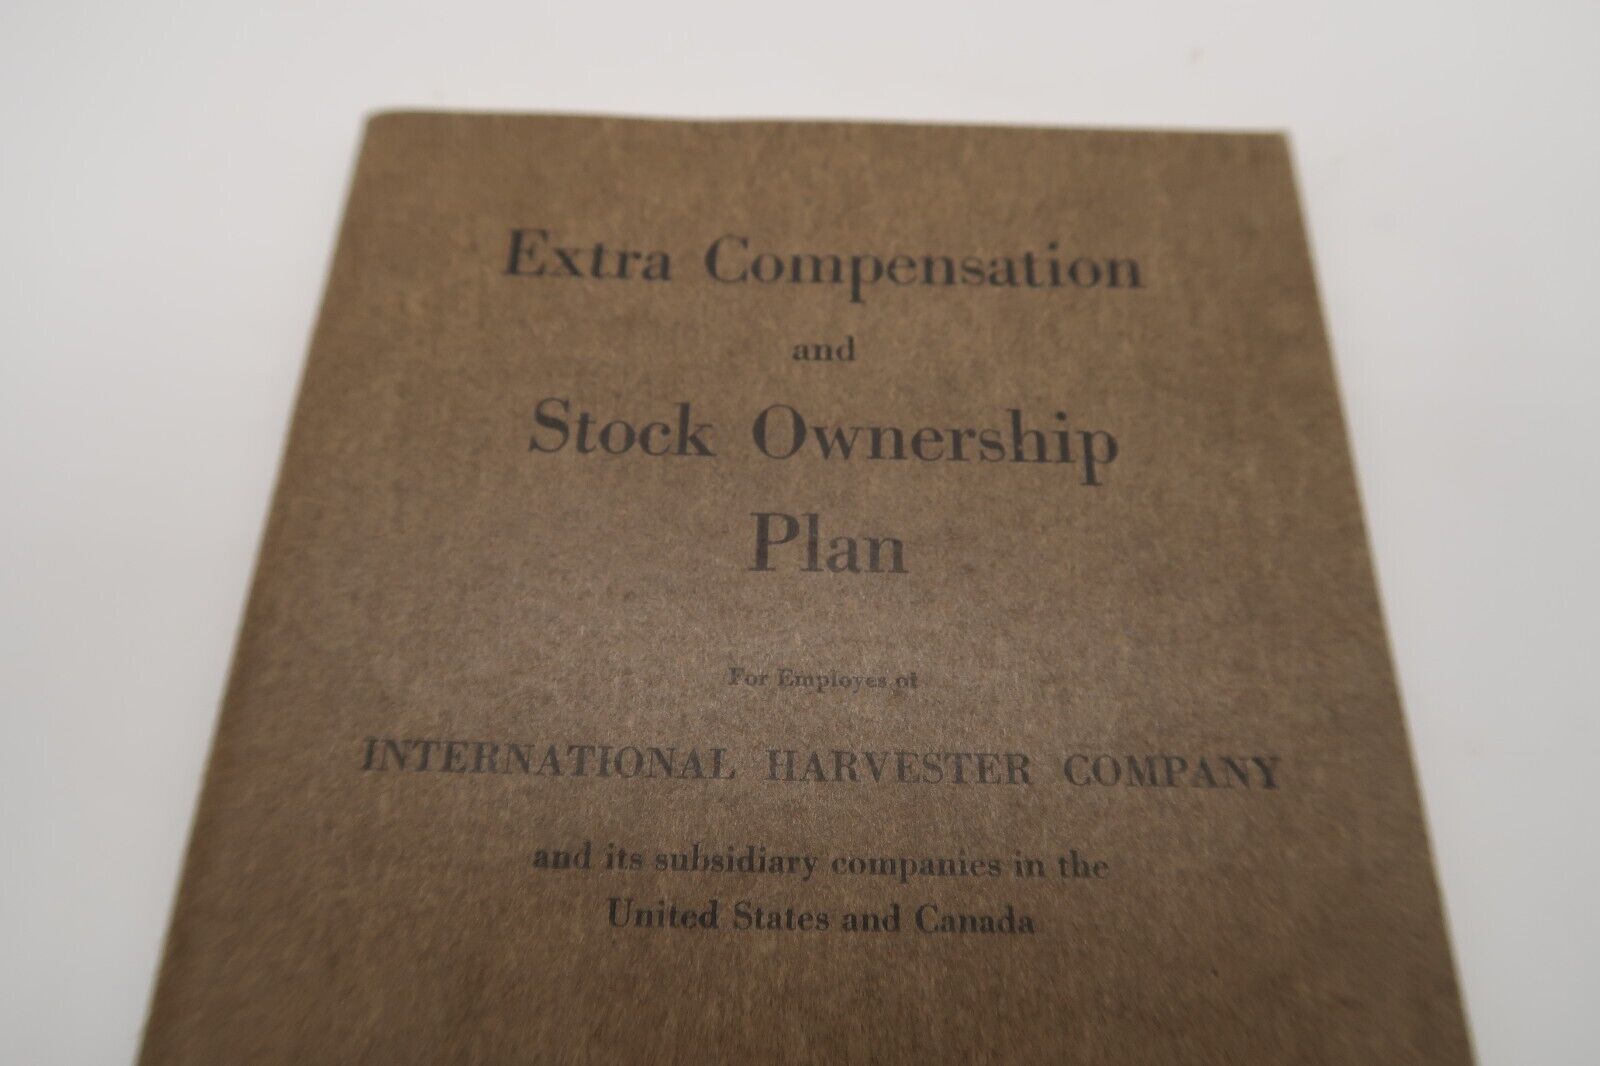 Extra Compensation
and
Stock Ownership
Plan
For Employes of
INTERNATIONAL HARVESTER COMPANY
and its subsidiary companies in the
United States and Canada